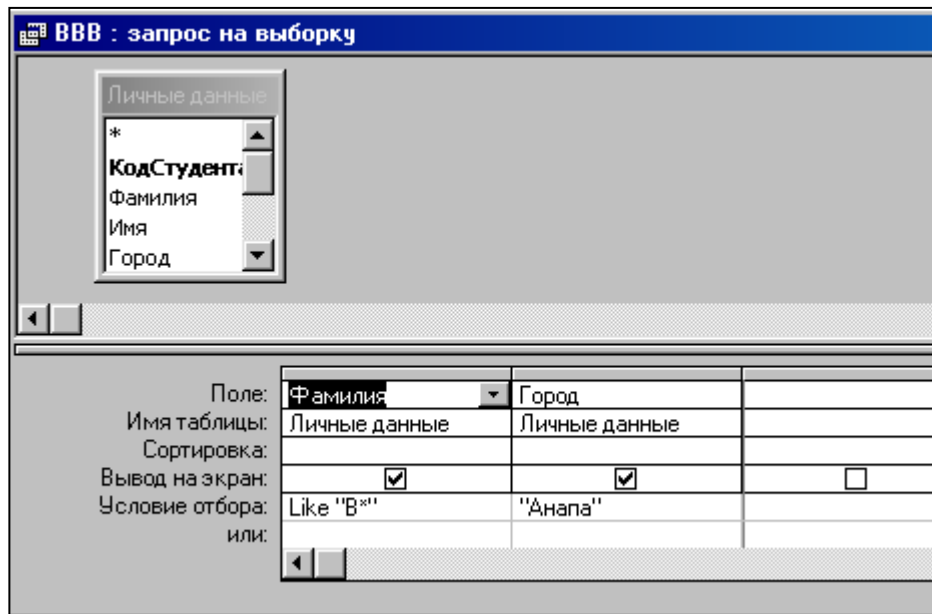 ВВВ : запрос на выборку
Личные данные
*
КодСтудента
Фамилия
Имя
Город
Поле: Фамилия Город
Имя таблицы: Личные данные Личные данные
Сортировка:
Вывод на экран:
Условие отбора: Like "В*" "Анапа"
или: